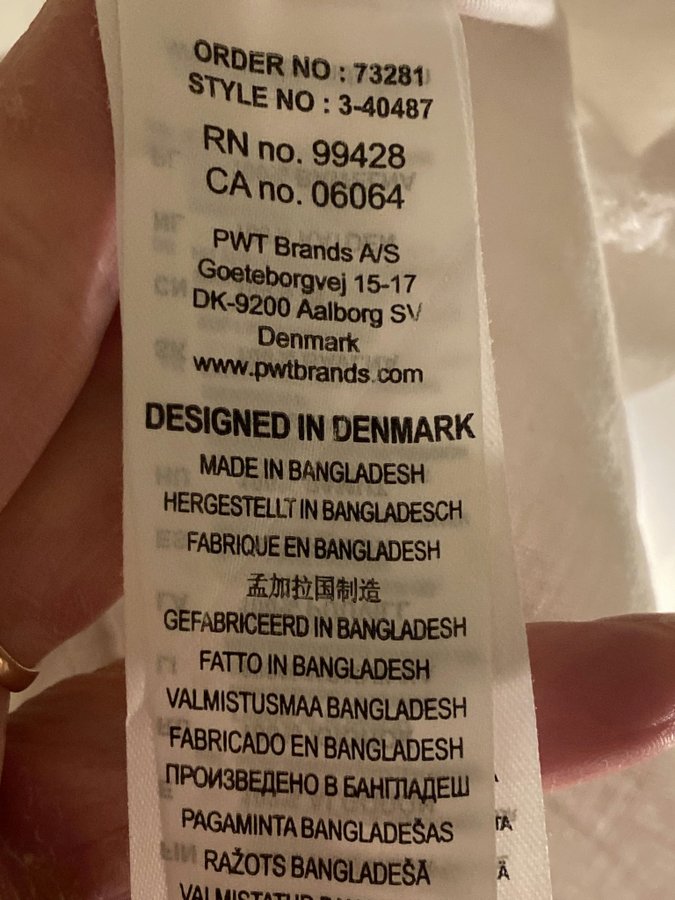 ORDER NO : 73281
STYLE NO : 3-40487
RN no. 99428
CA no. 06064
PWT Brands A/S
Goeteborgvej 15-17
DK-9200 Aalborg SV
Denmark
www.pwtbrands.com
DESIGNED IN DENMARK
MADE IN BANGLADESH
HERGESTELLT IN BANGLADESCH
FABRIQUE EN BANGLADESH
孟加拉国制造
GEFABRICEERD IN BANGLADESH
FATTO IN BANGLADESH
VALMISTUSMAA BANGLADESH
FABRICADO EN BANGLADESH
ПРОИЗВЕДЕНО В БАНГЛАДЕШ
PAGAMINTA BANGLADEŠAS
RAŽOTS BANGLADEŠĀ